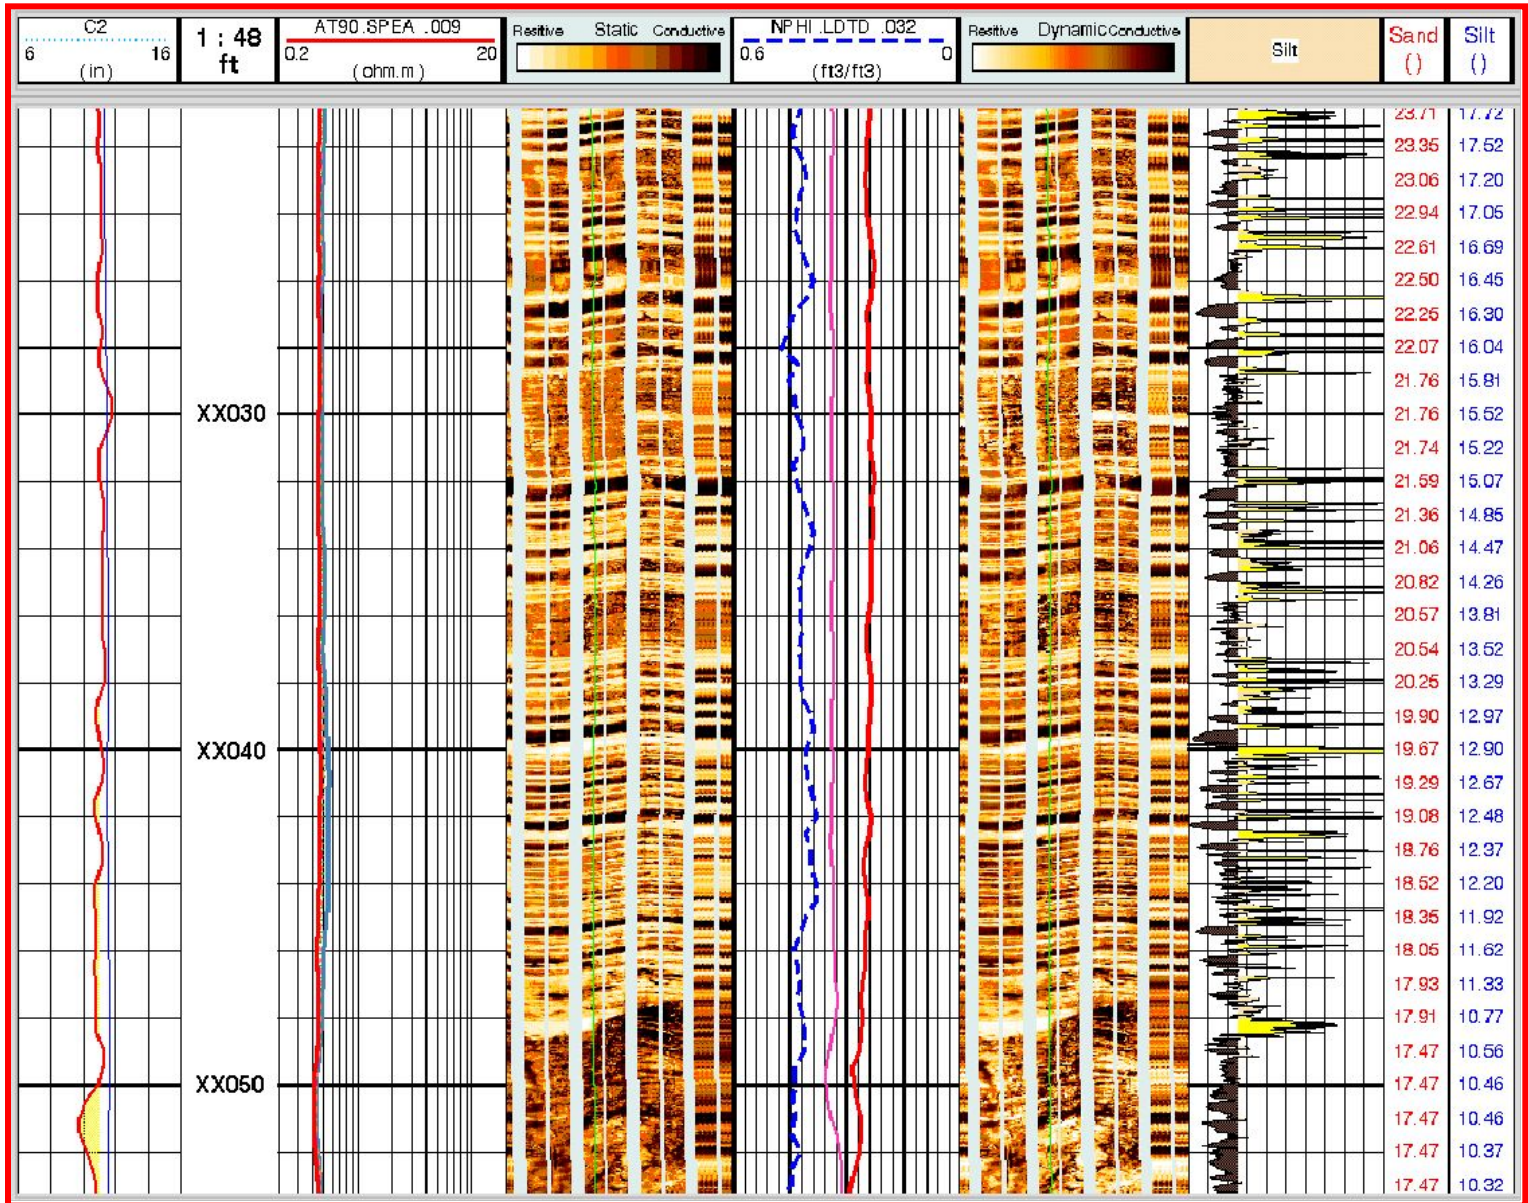 C2
6 16
(in)
1 : 48
ft
AT90.SPEA .009
0.2 20
(ohm.m)
Resitive Static Conductive
NPHI.LDTD .032
0.6 0
(ft3/ft3)
Resitive Dynamic Conductive
Silt
Sand
()
Silt
()
23.71 17.72
23.35 17.52
23.06 17.20
22.94 17.05
22.61 16.69
22.50 16.45
22.25 16.30
22.07 16.04
21.76 15.81
XX030 21.76 15.52
21.74 15.22
21.69 15.07
21.36 14.85
21.06 14.47
20.82 14.26
20.57 13.81
20.54 13.52
20.25 13.29
19.90 12.97
XX040 19.67 12.90
19.29 12.67
19.08 12.48
18.76 12.37
18.52 12.20
18.35 11.92
18.05 11.62
17.93 11.33
17.91 10.77
17.47 10.56
XX050 17.47 10.46
17.47 10.46
17.47 10.37
17.47 10.32